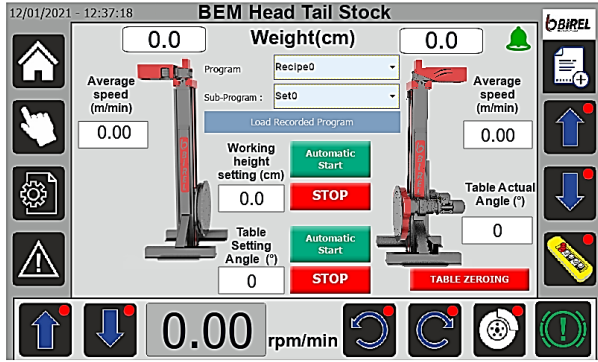 12/01/2021 - 12:37:18
BEM Head Tail Stock
BIREL
0.0
Weight(cm)
0.0
Average
speed
(m/min)
0.00
Program
Recipe0
Sub-Program :
Set0
Load Recorded Program
Average
speed
(m/min)
0.00
Working
height
setting (cm)
0.0
Automatic
Start
STOP
Table
Setting
Angle (°)
0
Automatic
Start
STOP
Table Actual
Angle (°)
0
TABLE ZEROING
0.00
rpm/min